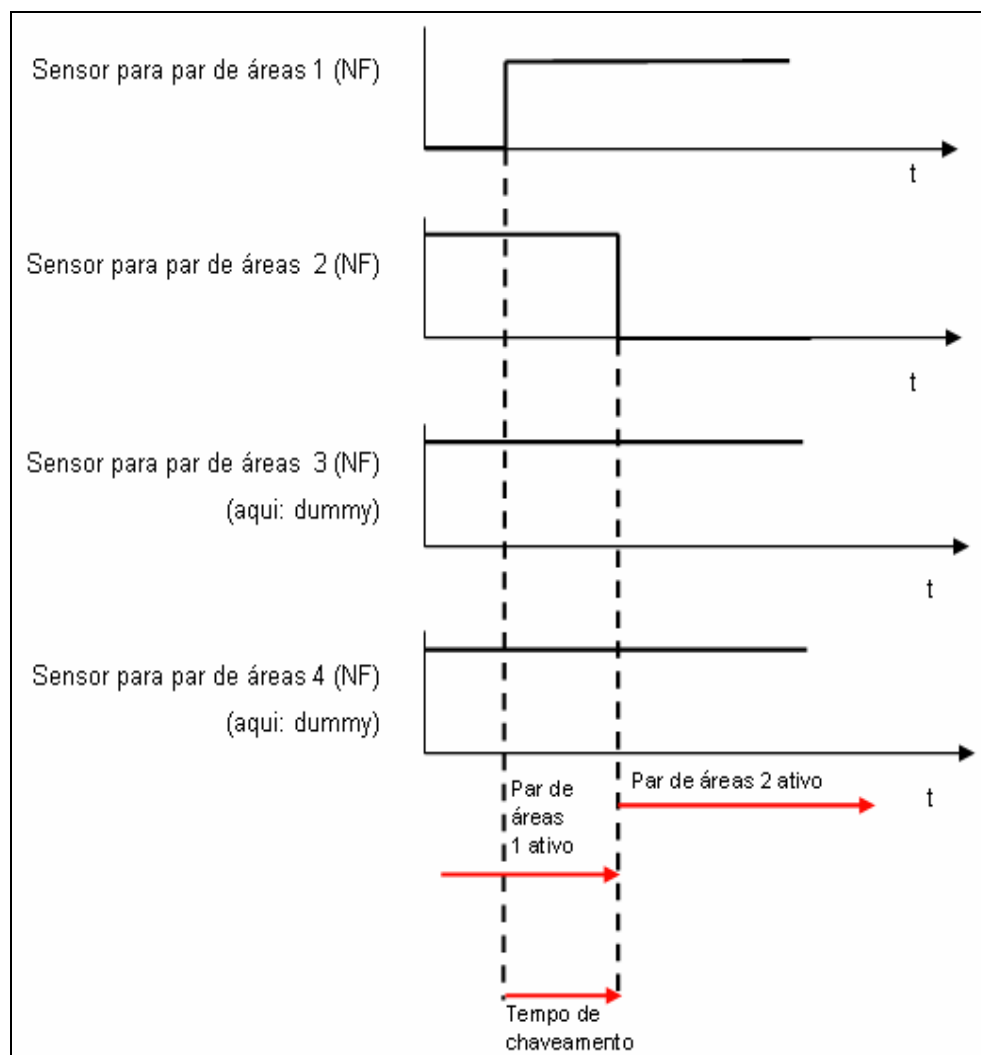 Sensor para par de áreas 1 (NF)
t
Sensor para par de áreas 2 (NF)
t
Sensor para par de áreas 3 (NF)
(aqui: dummy)
t
Sensor para par de áreas 4 (NF)
(aqui: dummy)
t
Par de
áreas
1 ativo
Par de áreas 2 ativo
Tempo de
chaveamento